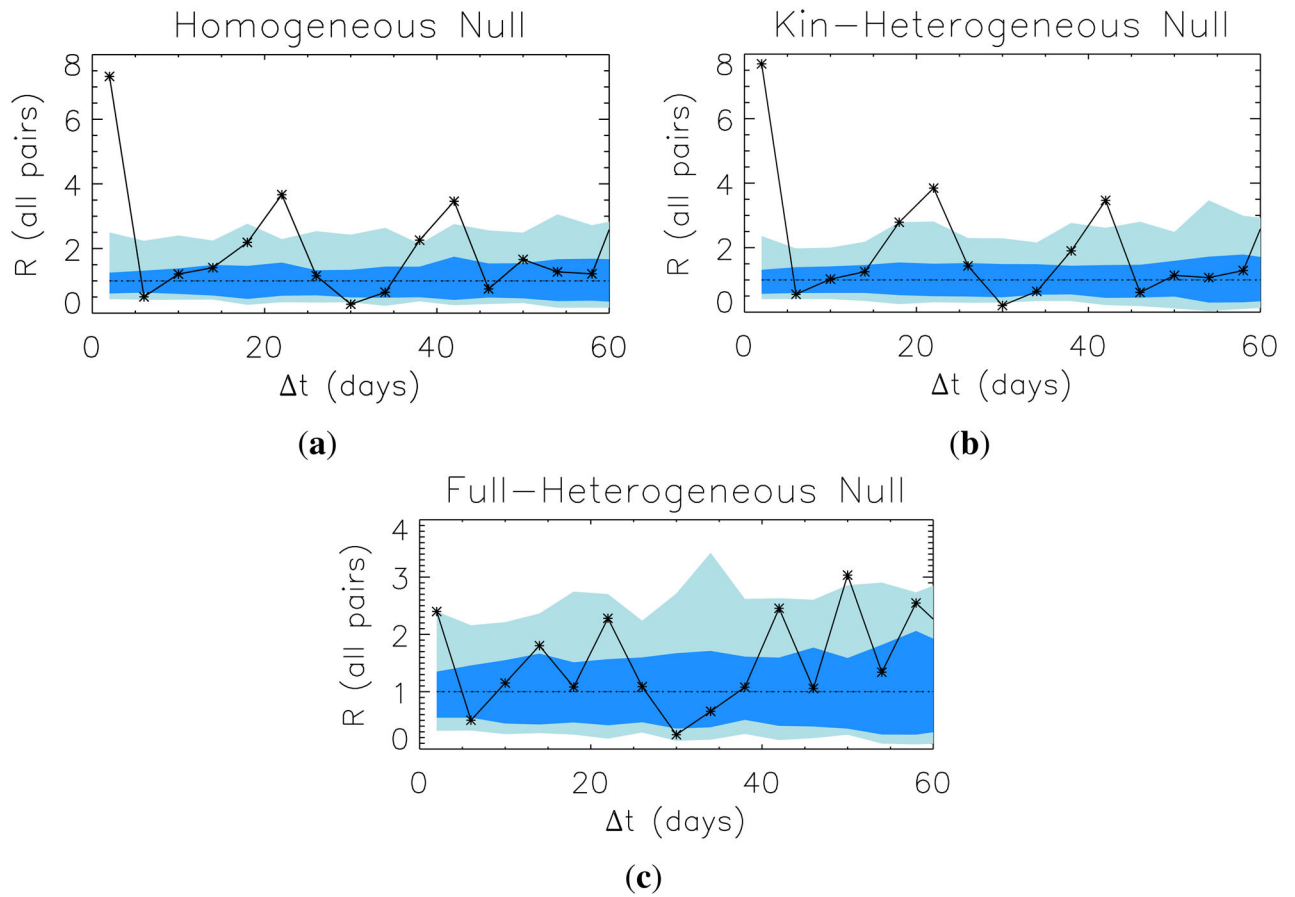 Homogeneous Null
R (all pairs)
8
6
4
2
0
0 20 40 60
Δt (days)
(a)
Kin−Heterogeneous Null
R (all pairs)
8
6
4
2
0
0 20 40 60
Δt (days)
(b)
Full−Heterogeneous Null
R (all pairs)
4
3
2
1
0
0 20 40 60
Δt (days)
(c)